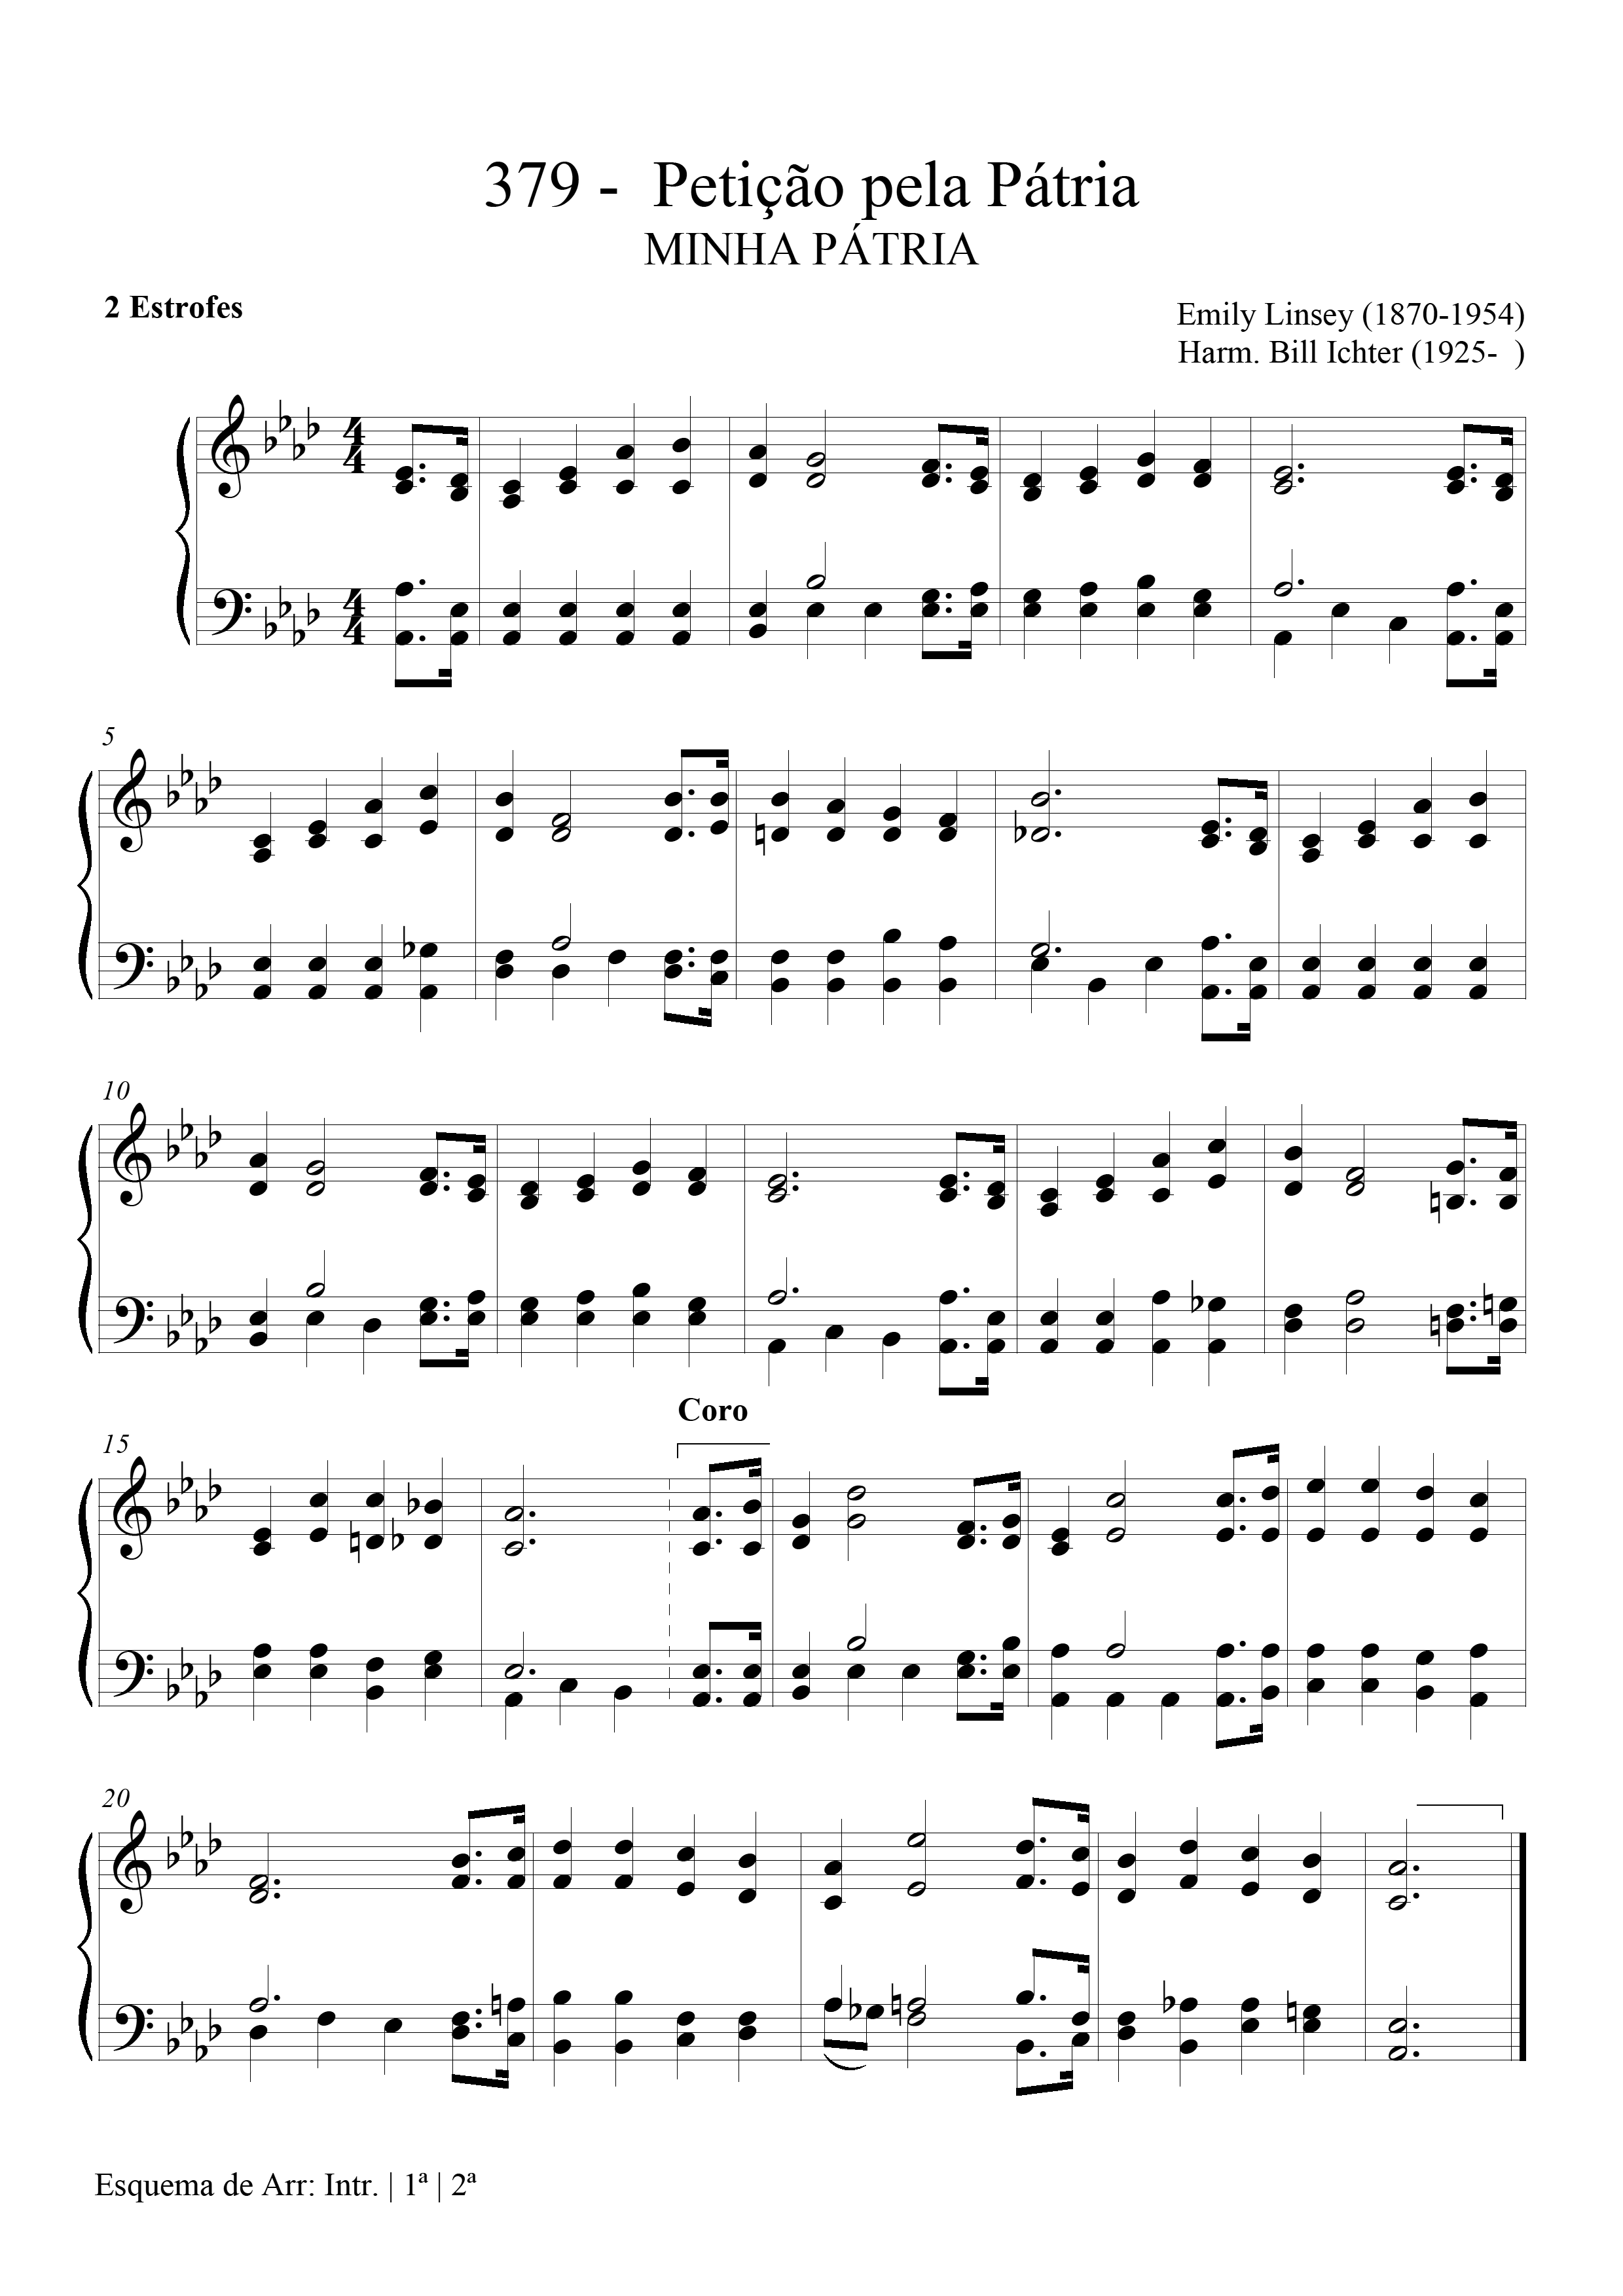 379 - Petição pela Pátria
MINHA PÁTRIA
2 Estrofes
Emily Linsey (1870-1954)
Harm. Bill Ichter (1925- )
5
10
Coro
15
20
Esquema de Arr: Intr. | 1ª | 2ª